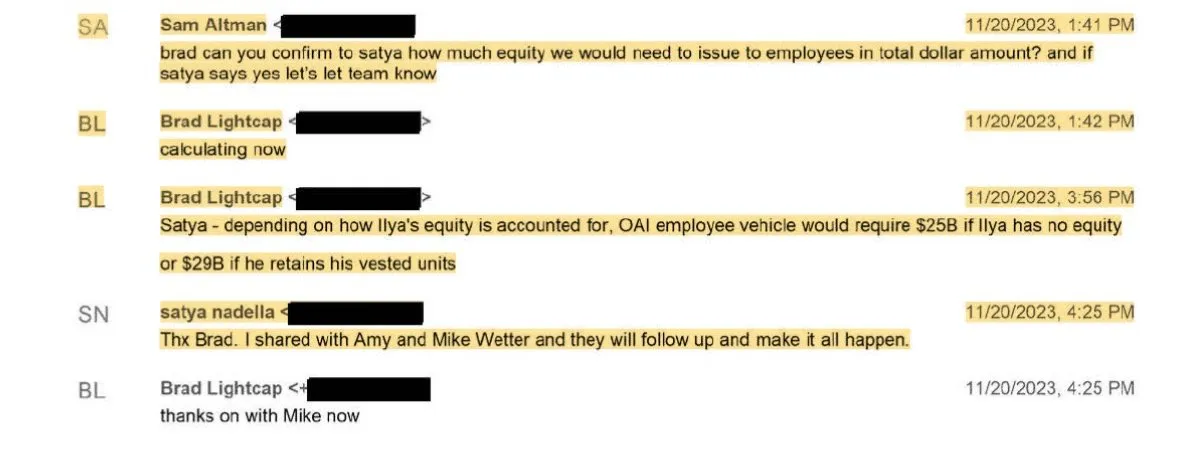 SA Sam Altman < 11/20/2023, 1:41 PM
brad can you confirm to satya how much equity we would need to issue to employees in total dollar amount? and if
satya says yes let's let team know
BL Brad Lightcap < > 11/20/2023, 1:42 PM
calculating now
BL Brad Lightcap < > 11/20/2023, 3:56 PM
Satya - depending on how Ilya's equity is accounted for, OAI employee vehicle would require $25B if Ilya has no equity
or $29B if he retains his vested units
SN satya nadella < 11/20/2023, 4:25 PM
Thx Brad. I shared with Amy and Mike Wetter and they will follow up and make it all happen.
BL Brad Lightcap <+ 11/20/2023, 4:25 PM
thanks on with Mike now